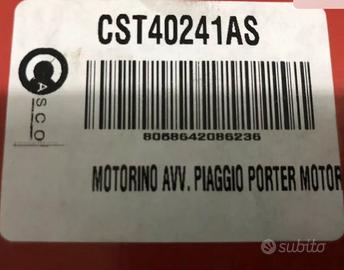 CST40241AS
CASCO
8058642086236
MOTORINO AVV. PIAGGIO PORTER MOTOR
subito